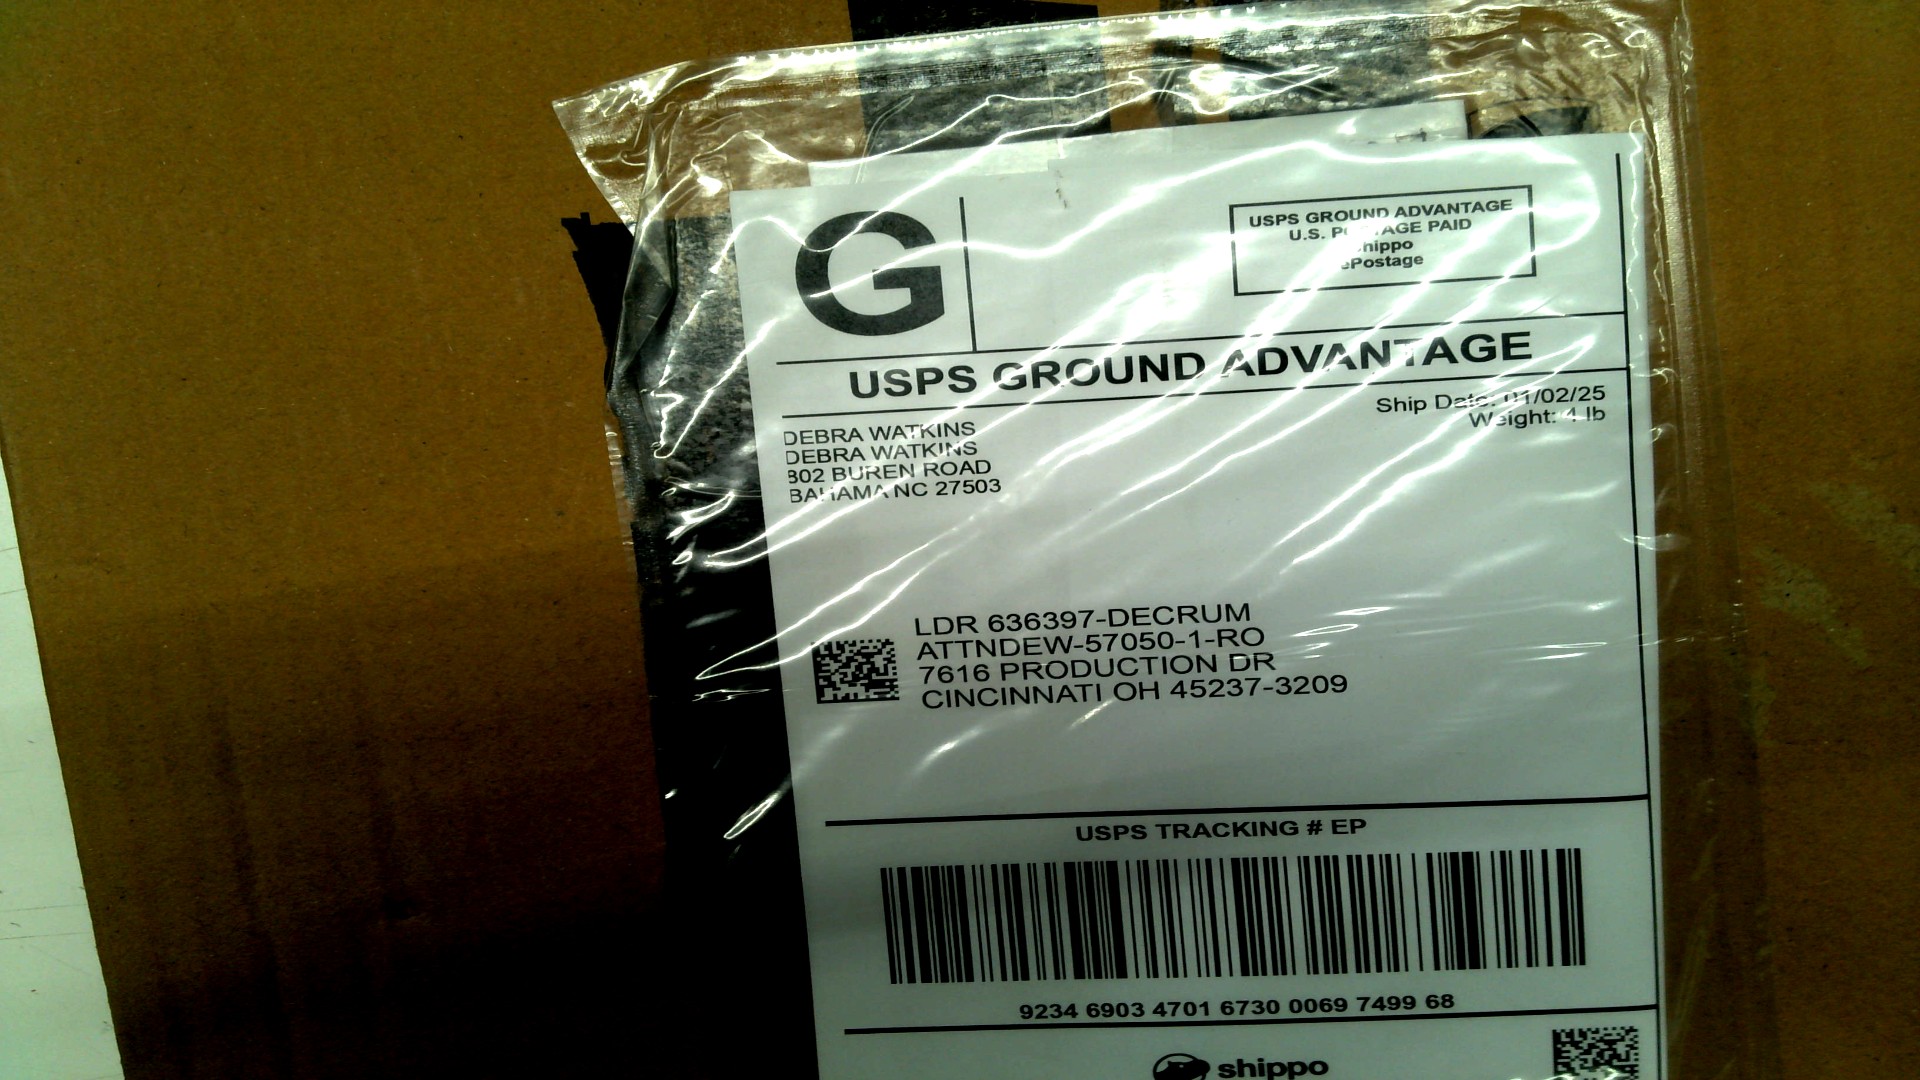 G
USPS GROUND ADVANTAGE
U.S. POSTAGE PAID
shippo
ePostage
USPS GROUND ADVANTAGE
Ship Date: 01/02/25
Weight: 4 lb
DEBRA WATKINS
DEBRA WATKINS
BUREN ROAD
BAHAMA NC 27503
LDR 636397-DECRUM
ATTNDEW-57050-1-RO
7616 PRODUCTION DR
CINCINNATI OH 45237-3209
USPS TRACKING # EP
9234 6903 4701 6730 0069 7499 68
shippo